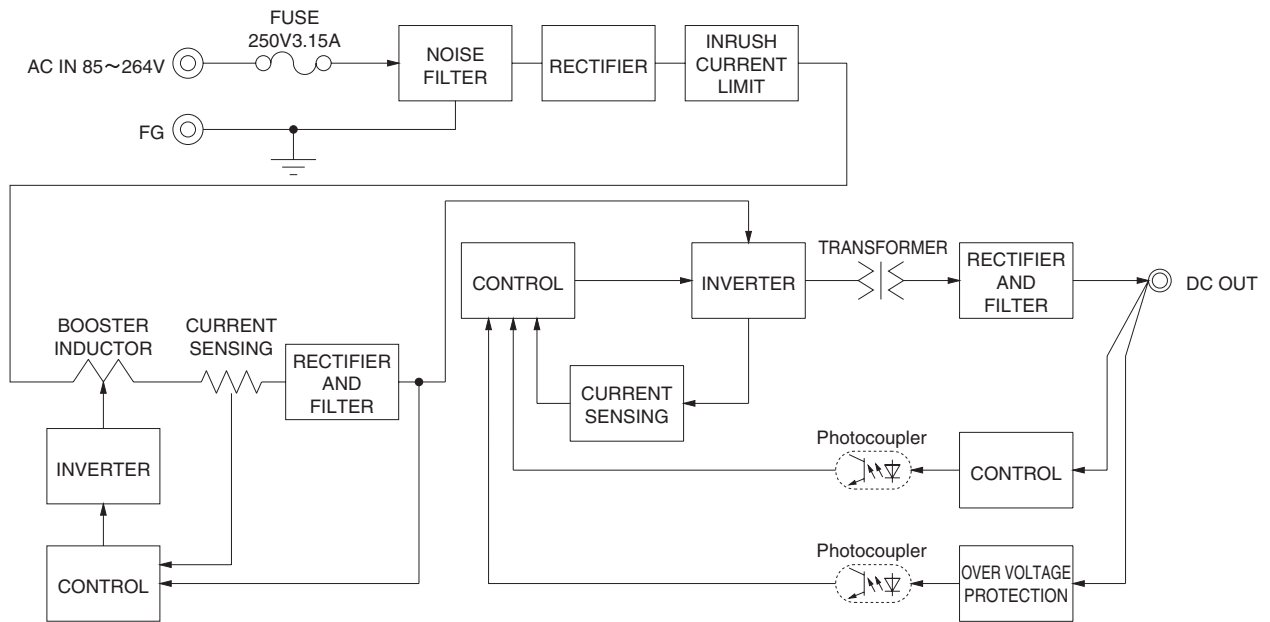 FUSE
250V3.15A
AC IN 85～264V
NOISE
FILTER
RECTIFIER
INRUSH
CURRENT
LIMIT
FG
CONTROL
INVERTER
TRANSFORMER
RECTIFIER
AND
FILTER
DC OUT
BOOSTER
INDUCTOR
CURRENT
SENSING
RECTIFIER
AND
FILTER
CURRENT
SENSING
INVERTER
Photocoupler
CONTROL
CONTROL
Photocoupler
OVER VOLTAGE
PROTECTION